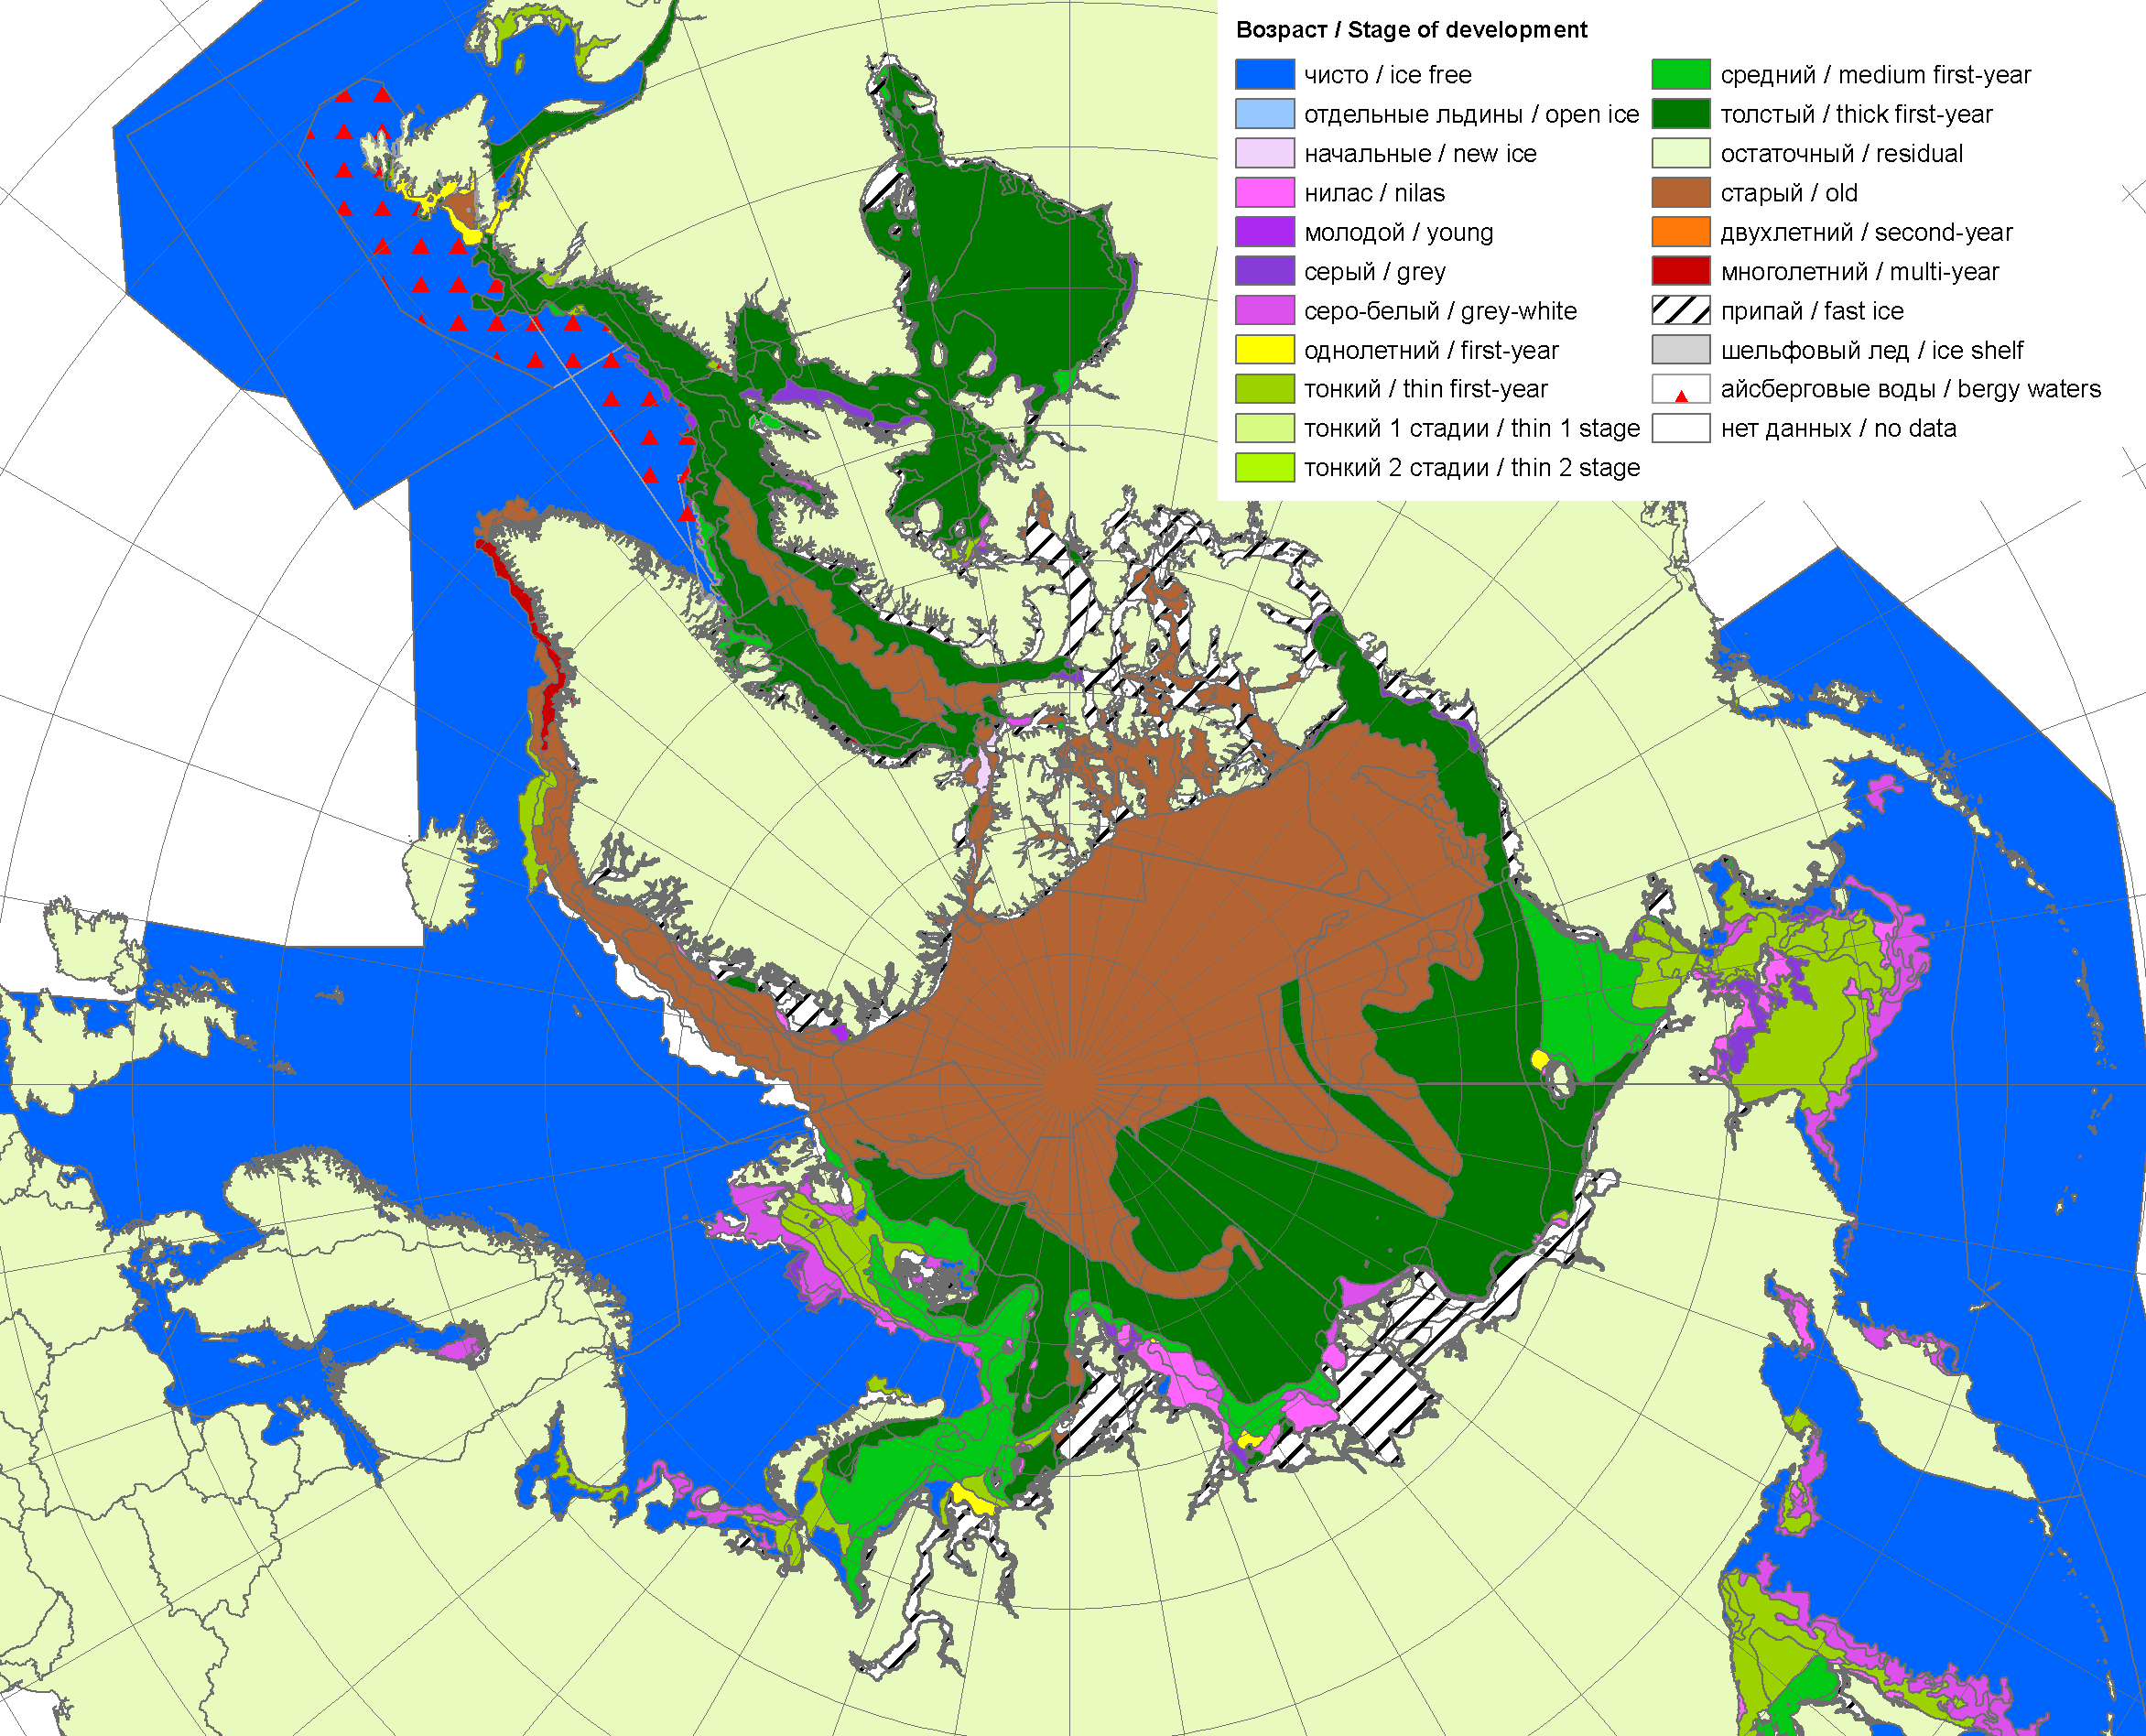 Возраст / Stage of development
чисто / ice free
отдельные льдины / open ice
начальные / new ice
нилас / nilas
молодой / young
серый / grey
серо-белый / grey-white
однолетний / first-year
тонкий / thin first-year
тонкий 1 стадии / thin 1 stage
тонкий 2 стадии / thin 2 stage
средний / medium first-year
толстый / thick first-year
остаточный / residual
старый / old
двухлетний / second-year
многолетний / multi-year
припай / fast ice
шельфовый лед / ice shelf
айсберговые воды / bergy waters
нет данных / no data